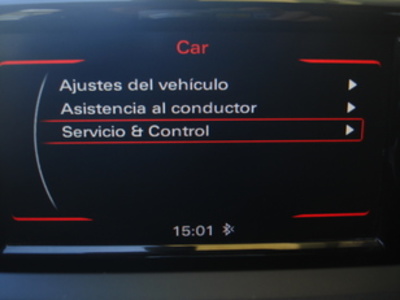 Car
Ajustes del vehículo
Asistencia al conductor
Servicio & Control
15:01